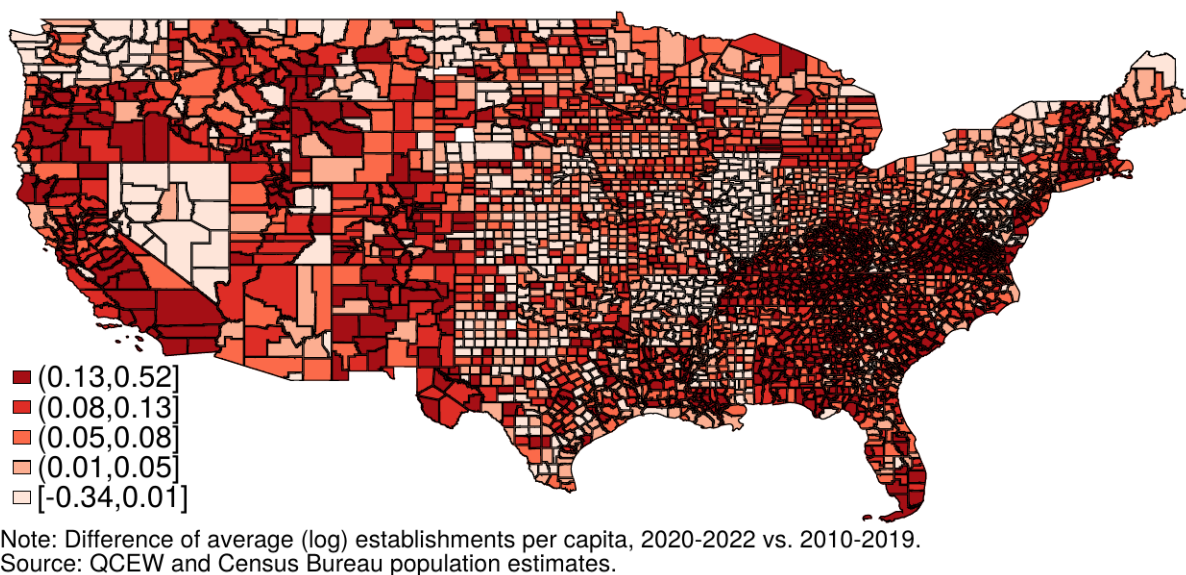 (0.13,0.52]
(0.08,0.13]
(0.05,0.08]
(0.01,0.05]
[-0.34,0.01]
Note: Difference of average (log) establishments per capita, 2020-2022 vs. 2010-2019.
Source: QCEW and Census Bureau population estimates.